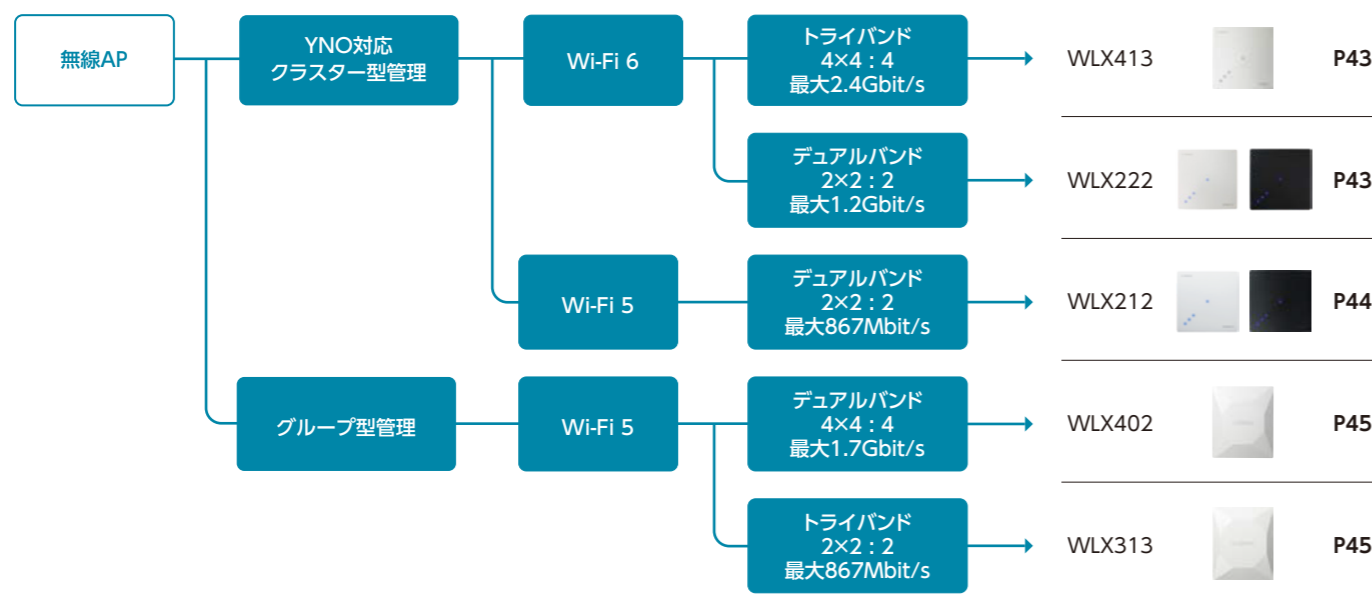 無線AP
YNO対応
クラスター型管理
Wi-Fi 6
トライバンド
4×4 : 4
最大2.4Gbit/s
WLX413
P43
デュアルバンド
2×2 : 2
最大1.2Gbit/s
WLX222
P43
Wi-Fi 5
デュアルバンド
2×2 : 2
最大867Mbit/s
WLX212
P44
グループ型管理
Wi-Fi 5
デュアルバンド
4×4 : 4
最大1.7Gbit/s
WLX402
P45
トライバンド
2×2 : 2
最大867Mbit/s
WLX313
P45